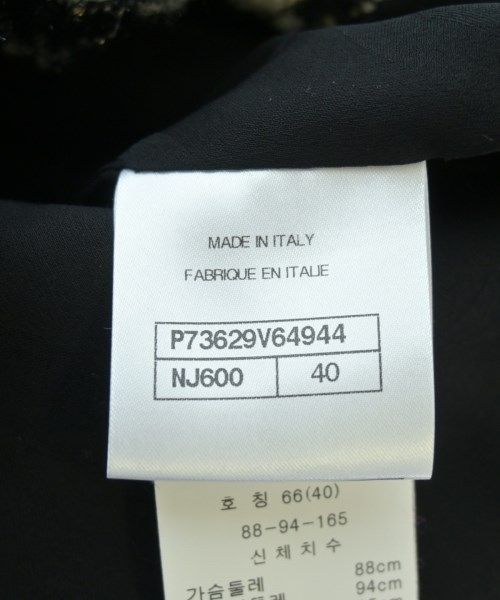 MADE IN ITALY
FABRIQUE EN ITALIE
P73629V64944
NJ600 40
호 칭 66(40)
88-94-165
신 체 치 수
88cm
가슴둘레 94cm